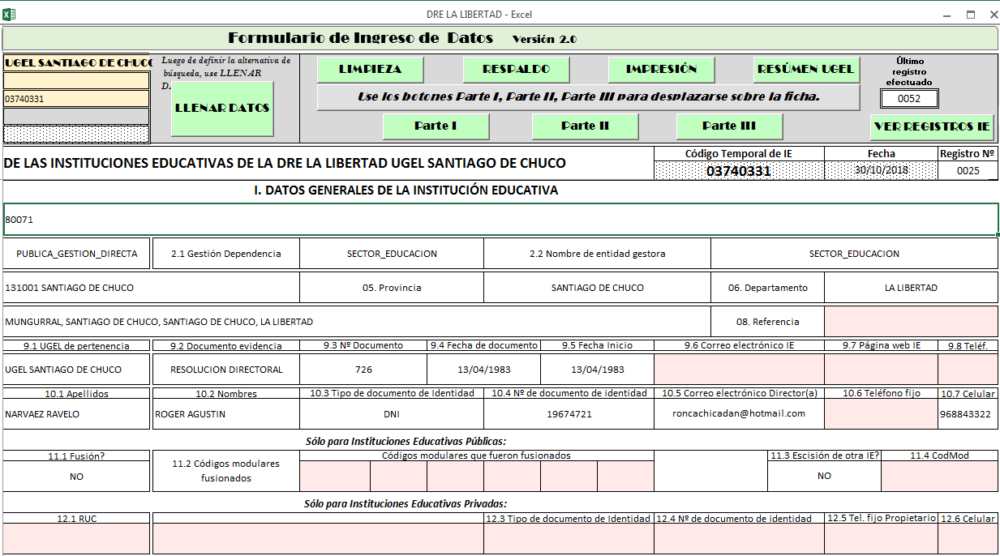 DRE LA LIBERTAD - Excel
Formulario de Ingreso de Datos Versión 2.0
UGEL SANTIAGO DE CHUCO
03740331
Luego de definir la alternativa de
búsqueda, use LLENAR
LLENAR DATOS
LIMPIEZA RESPALDO IMPRESIÓN RESÚMEN UGEL
Use los botones Parte I, Parte II, Parte III para desplazarse sobre la ficha.
Parte I Parte II Parte III
Último
registro
efectuado
0052
VER REGISTROS IE
DE LAS INSTITUCIONES EDUCATIVAS DE LA DRE LA LIBERTAD UGEL SANTIAGO DE CHUCO
Código Temporal de IE Fecha Registro Nº
03740331 30/10/2018 0025
I. DATOS GENERALES DE LA INSTITUCIÓN EDUCATIVA
80071
PUBLICA_GESTION_DIRECTA 2.1 Gestión Dependencia SECTOR_EDUCACION 2.2 Nombre de entidad gestora SECTOR_EDUCACION
131001 SANTIAGO DE CHUCO 05. Provincia SANTIAGO DE CHUCO 06. Departamento LA LIBERTAD
MUNGURRAL, SANTIAGO DE CHUCO, SANTIAGO DE CHUCO, LA LIBERTAD 08. Referencia
9.1 UGEL de pertenencia 9.2 Documento evidencia 9.3 Nº Documento 9.4 Fecha de documento 9.5 Fecha Inicio 9.6 Correo electrónico IE 9.7 Página web IE 9.8 Teléf.
UGEL SANTIAGO DE CHUCO RESOLUCION DIRECTORAL 726 13/04/1983 13/04/1983
10.1 Apellidos 10.2 Nombres 10.3 Tipo de documento de Identidad 10.4 Nº de documento de identidad 10.5 Correo electrónico Director(a) 10.6 Teléfono fijo 10.7 Celular
NARVAEZ RAVELO ROGER AGUSTIN DNI 19674721 roncachicadan@hotmail.com 968843322
Sólo para Instituciones Educativas Públicas:
11.1 Fusión? 11.2 Códigos modulares fusionados Códigos modulares que fueron fusionados 11.3 Escisión de otra IE? 11.4 CodMod
NO NO
Sólo para Instituciones Educativas Privadas:
12.1 RUC 12.3 Tipo de documento de Identidad 12.4 Nº de documento de identidad 12.5 Tel. fijo Propietario 12.6 Celular